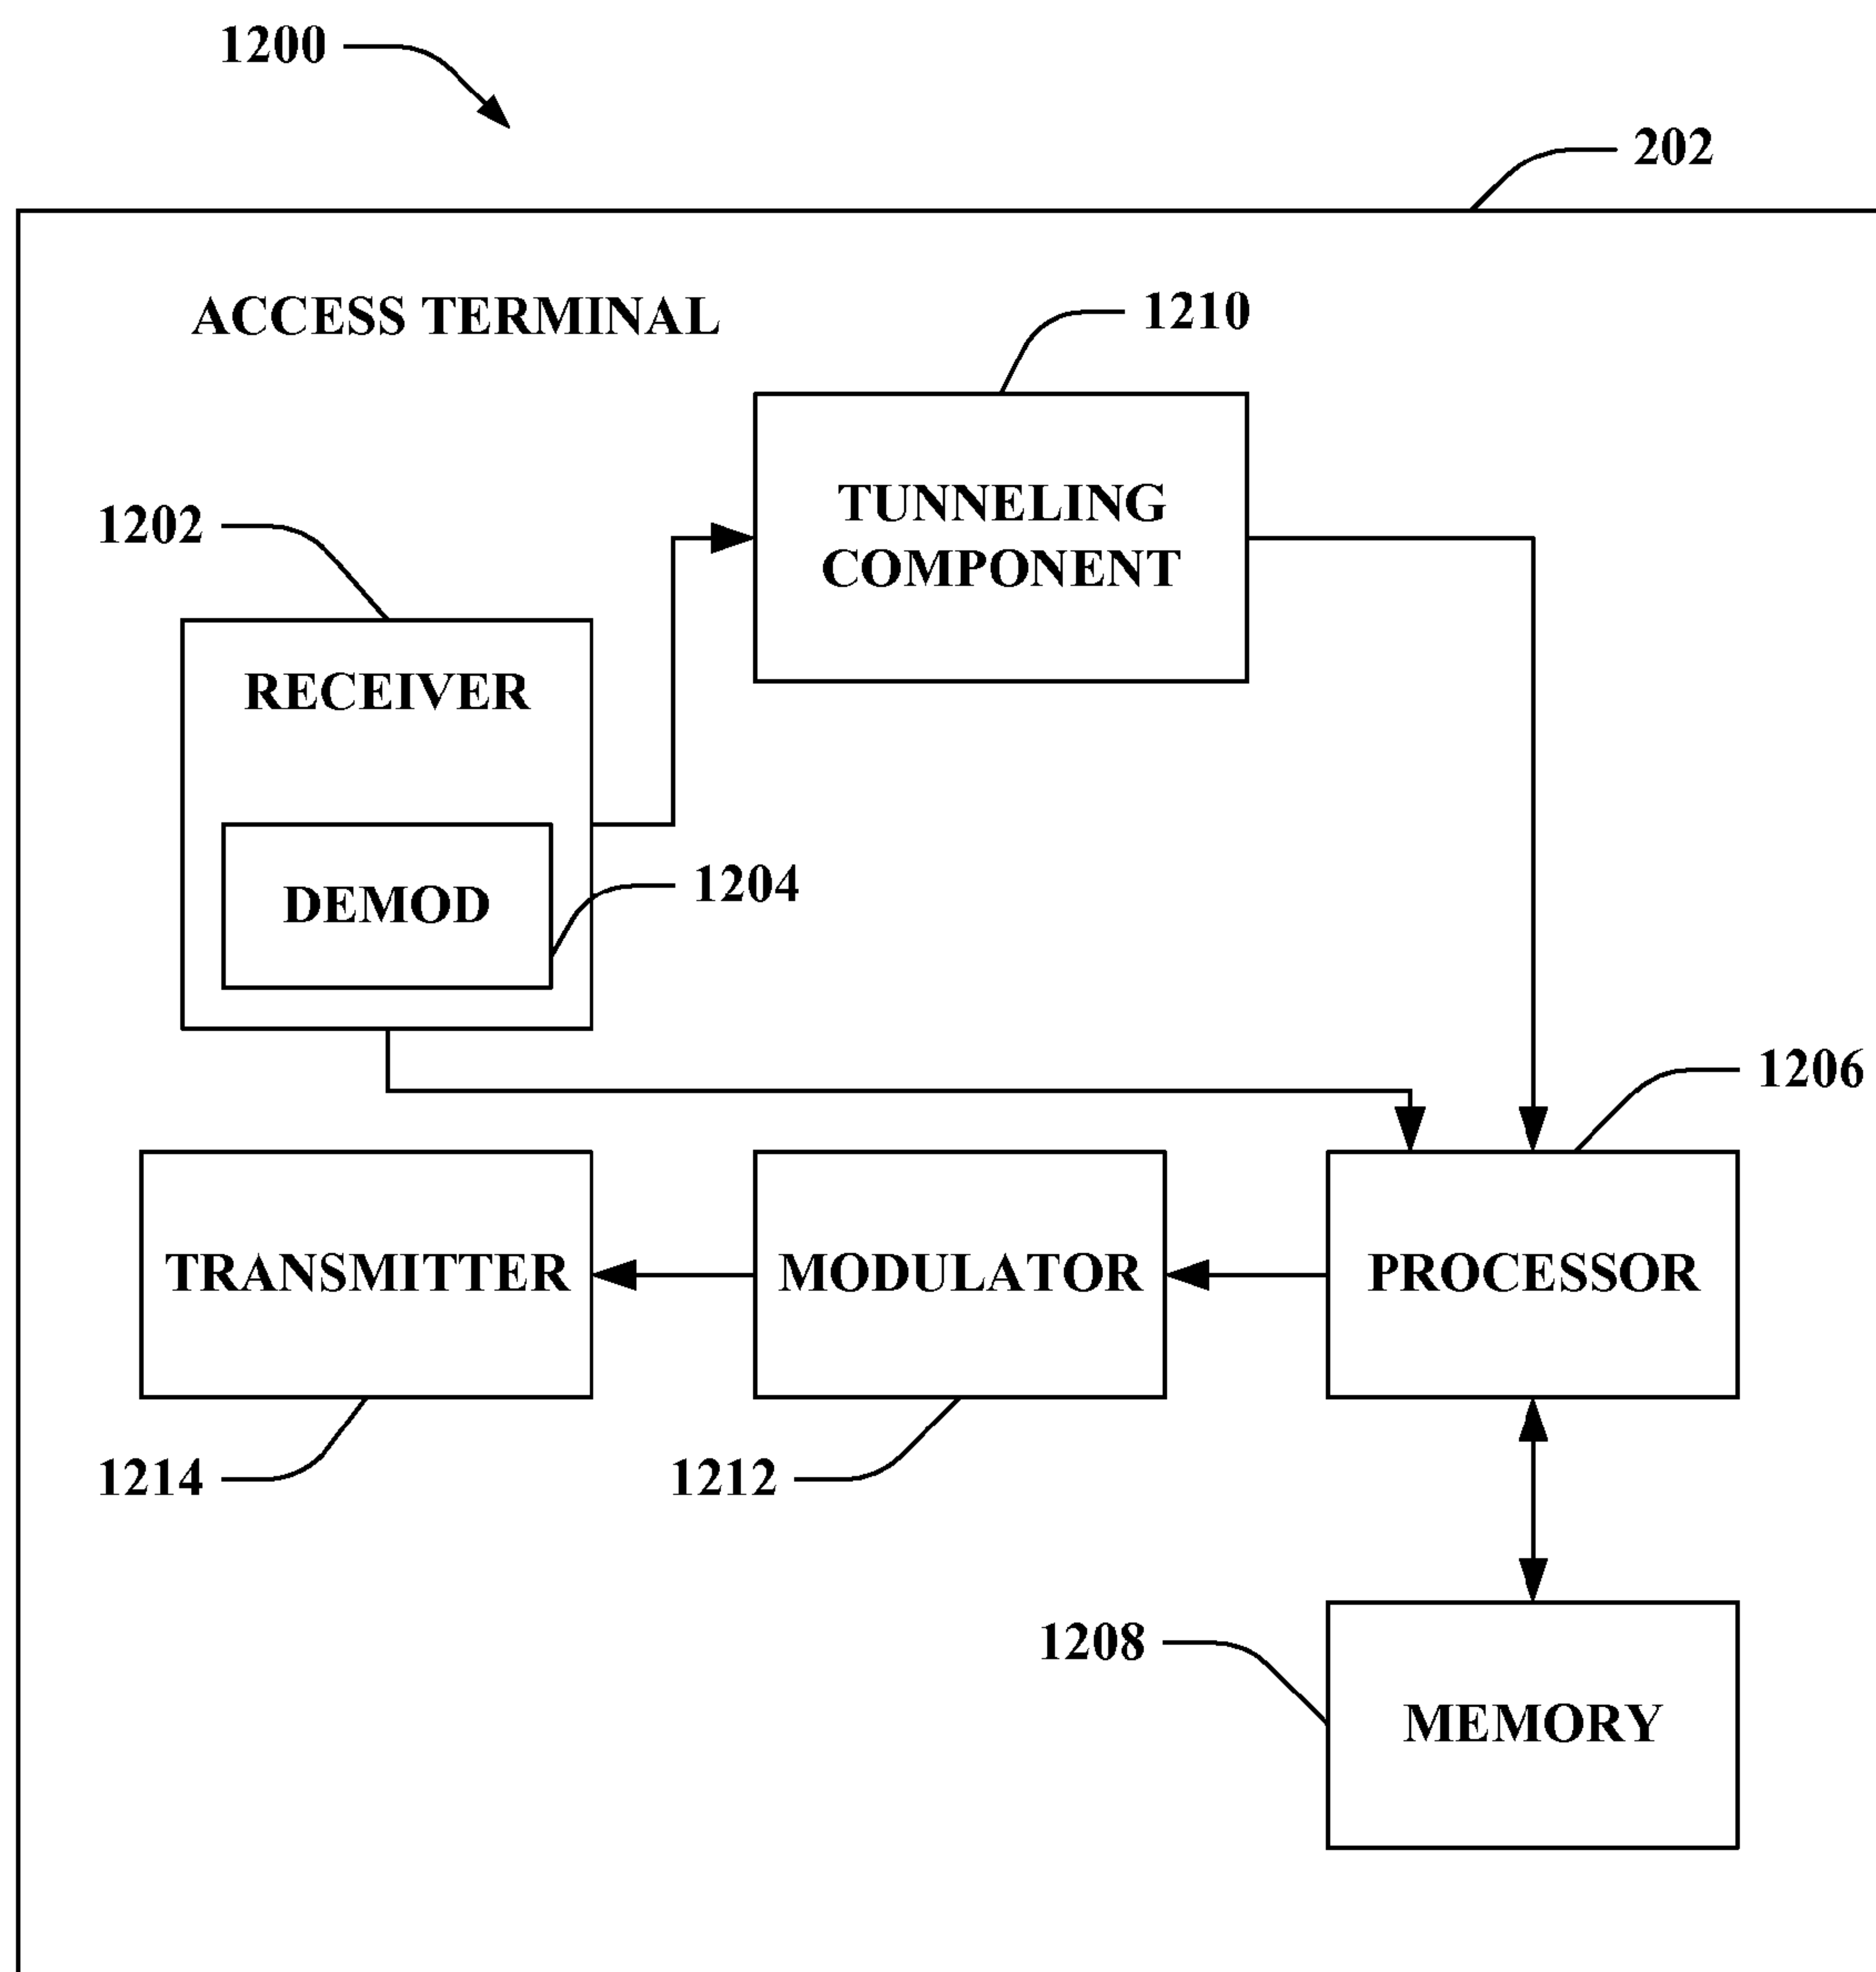 1200
202
ACCESS TERMINAL
1210
TUNNELING
COMPONENT
1202
RECEIVER
DEMOD
1204
1206
TRANSMITTER
MODULATOR
PROCESSOR
1214
1212
1208
MEMORY